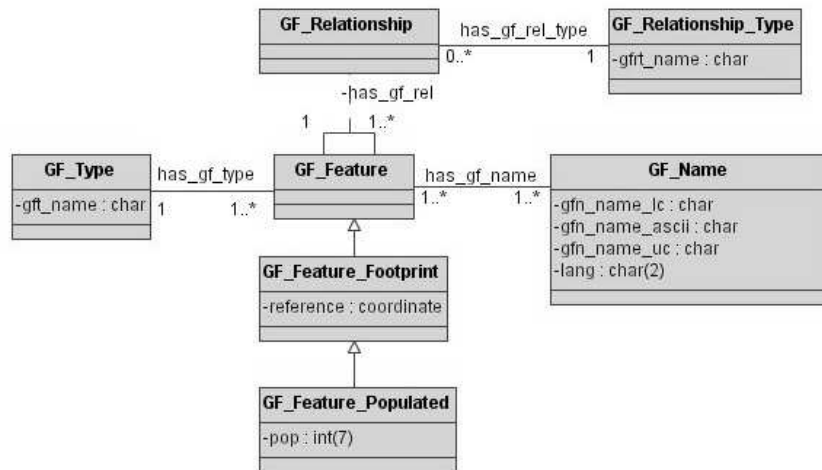 GF_Relationship
has_gf_rel_type
0..*
1
GF_Relationship_Type
-gfrt_name : char
-has_gf_rel
1
1..*
GF_Type
-gft_name : char
has_gf_type
1
1..*
GF_Feature
has_gf_name
1..*
1..*
GF_Name
-gfn_name_lc : char
-gfn_name_ascii : char
-gfn_name_uc : char
-lang : char(2)
GF_Feature_Footprint
-reference : coordinate
GF_Feature_Populated
-pop : int(7)